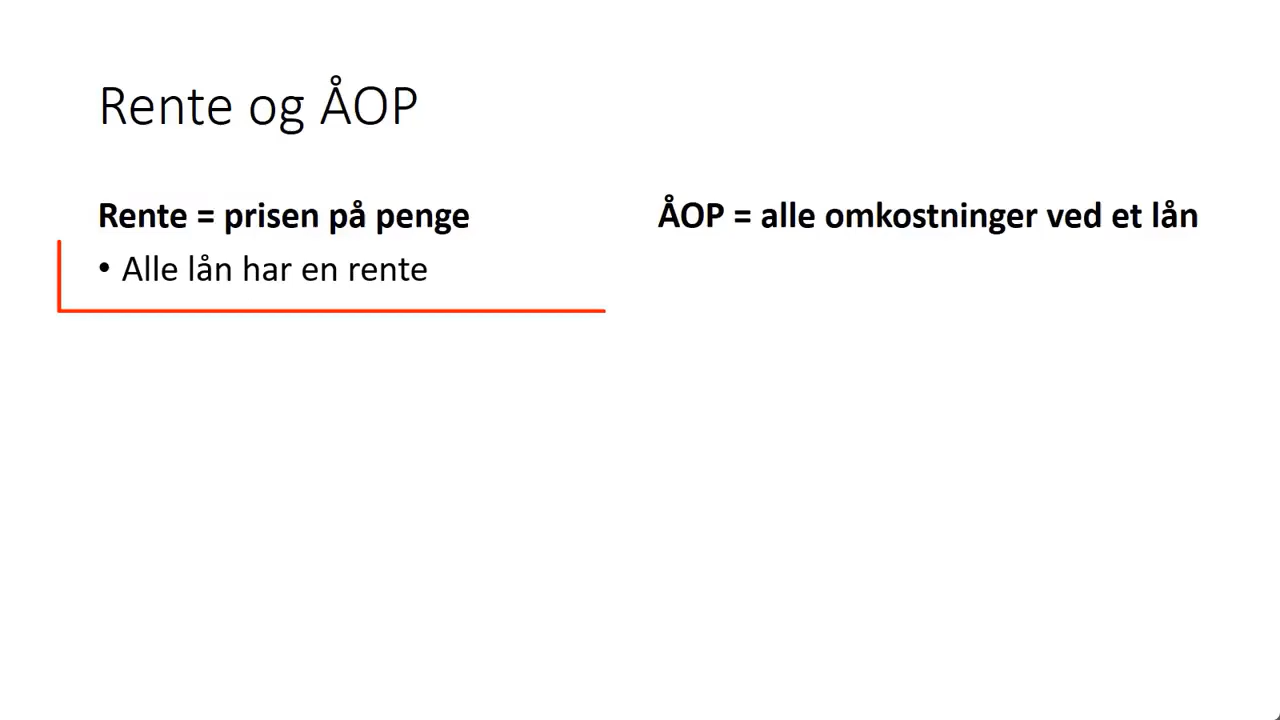 Rente og ÅOP
Rente = prisen på penge
• Alle lån har en rente
ÅOP = alle omkostninger ved et lån